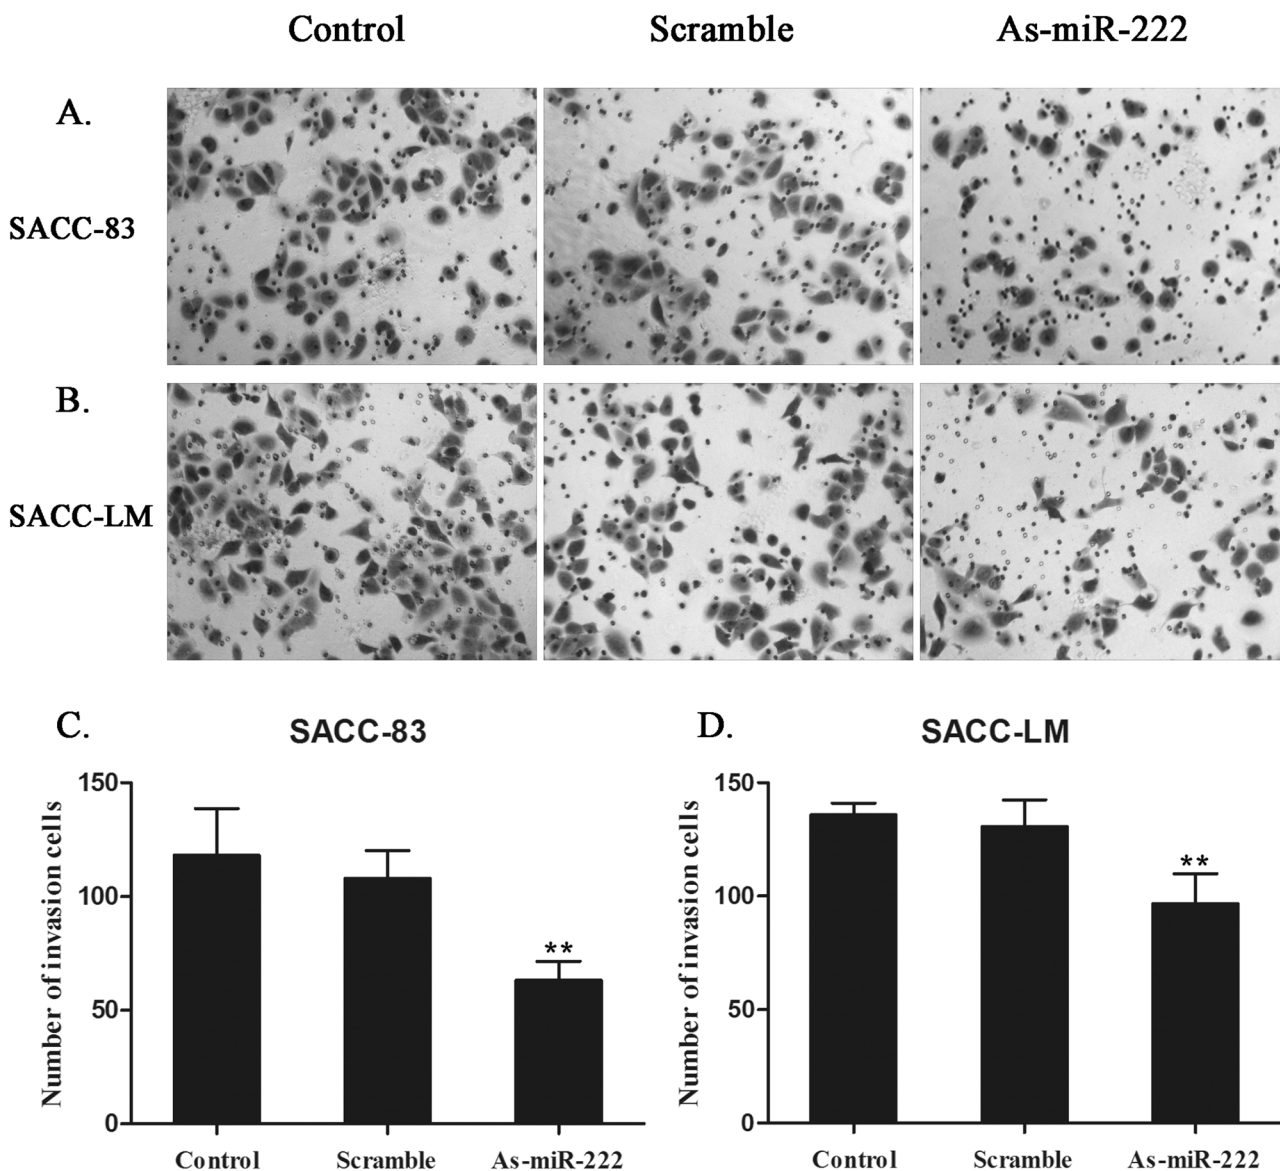 Control Scramble As-miR-222
A.
SACC-83
B.
SACC-LM
C.
SACC-83
Number of invasion cells
150
100
50
0
**
Control Scramble As-miR-222
D.
SACC-LM
Number of invasion cells
150
100
50
0
**
Control Scramble As-miR-222